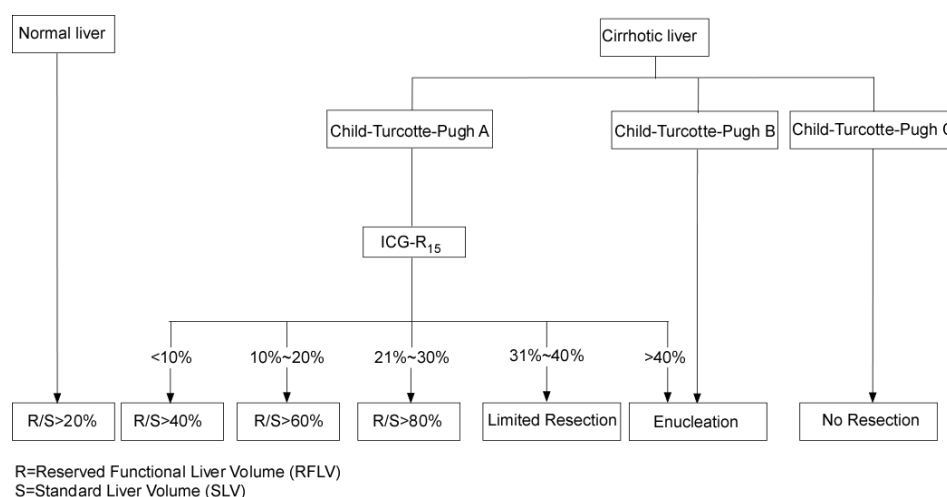 Normal liver
Cirrhotic liver
Child-Turcotte-Pugh A
Child-Turcotte-Pugh B
Child-Turcotte-Pugh C
ICG-R₁₅
<10%
10%~20%
21%~30%
31%~40%
>40%
R/S>20%
R/S>40%
R/S>60%
R/S>80%
Limited Resection
Enucleation
No Resection
R=Reserved Functional Liver Volume (RFLV)
S=Standard Liver Volume (SLV)